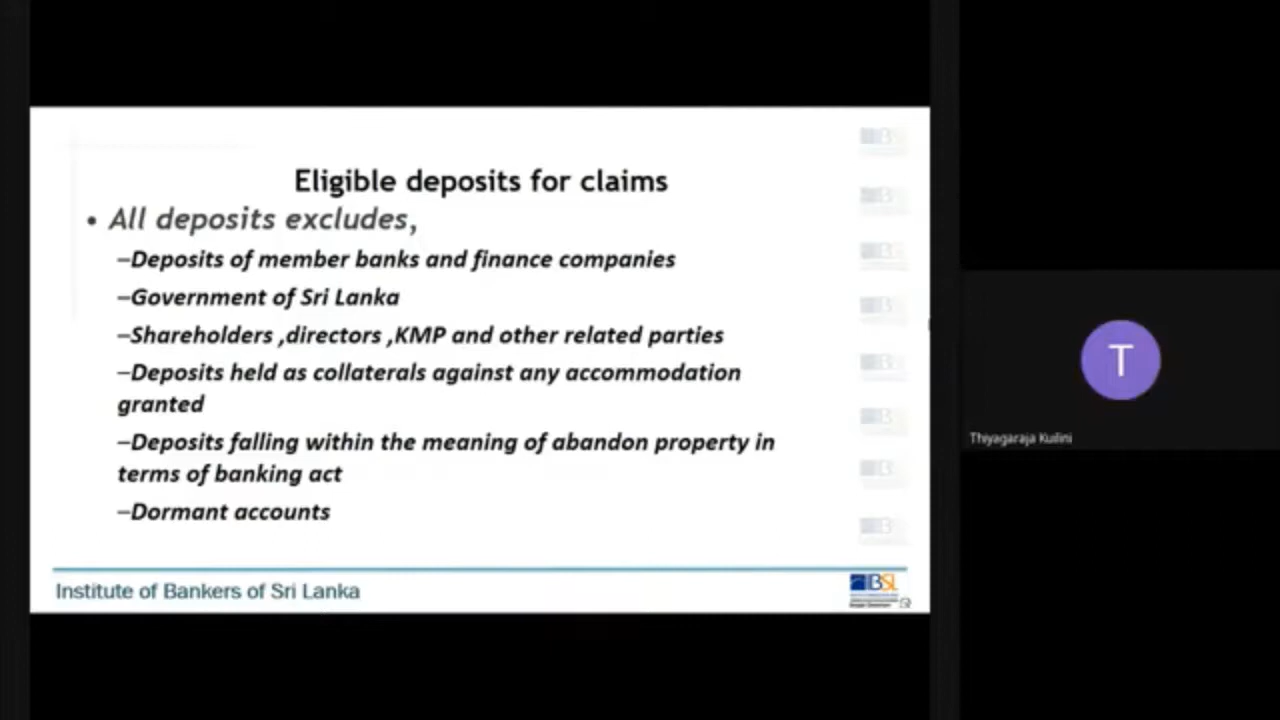 Eligible deposits for claims
• All deposits excludes,
–Deposits of member banks and finance companies
–Government of Sri Lanka
–Shareholders ,directors ,KMP and other related parties
–Deposits held as collaterals against any accommodation
granted
–Deposits falling within the meaning of abandon property in
terms of banking act
–Dormant accounts
Institute of Bankers of Sri Lanka
IBSL
T
Thiyagaraja Kuilini